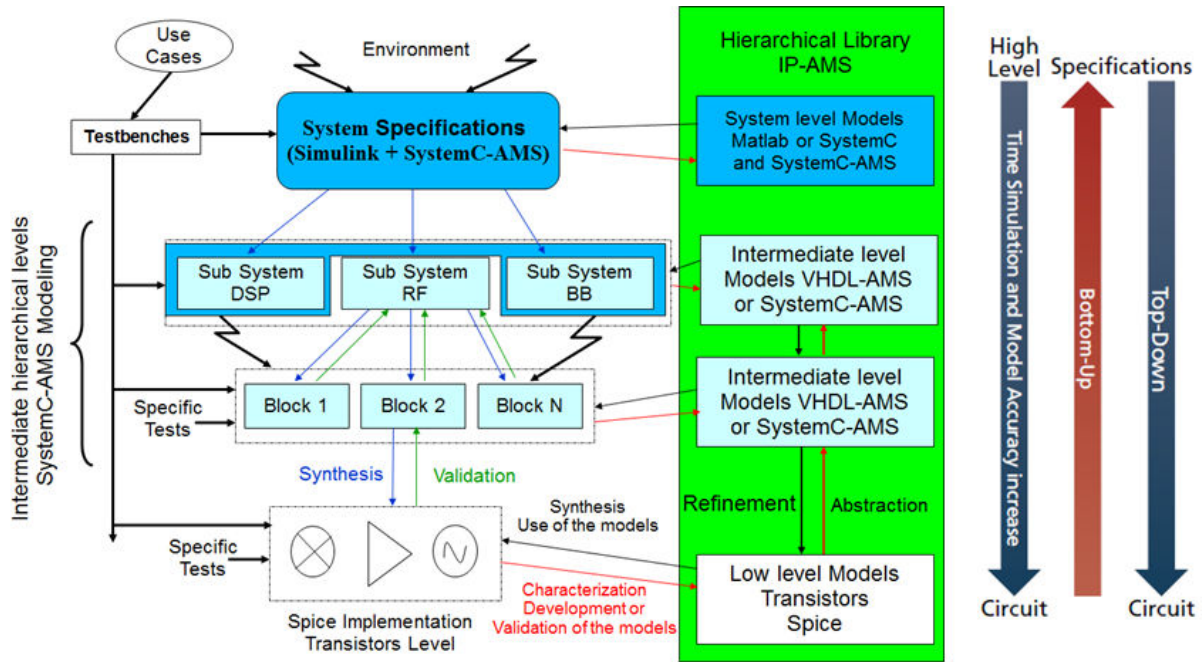 Use
Cases
Environment
Testbenches
System Specifications
(Simulink + SystemC-AMS)
Hierarchical Library
IP-AMS
System level Models
Matlab or SystemC
and SystemC-AMS
High
Level
Specifications
Intermediate hierarchical levels
SystemC-AMS Modeling
Sub System
DSP
Sub System
RF
Sub System
BB
Intermediate level
Models VHDL-AMS
or SystemC-AMS
Time Simulation and Model Accuracy increase
Bottom-Up
Top-Down
Specific
Tests
Block 1
Block 2
Block N
Intermediate level
Models VHDL-AMS
or SystemC-AMS
Synthesis
Validation
Synthesis
Use of the models
Refinement
Abstraction
Specific
Tests
Characterization
Development or
Validation of the models
Spice Implementation
Transistors Level
Low level Models
Transistors
Spice
Circuit
Circuit